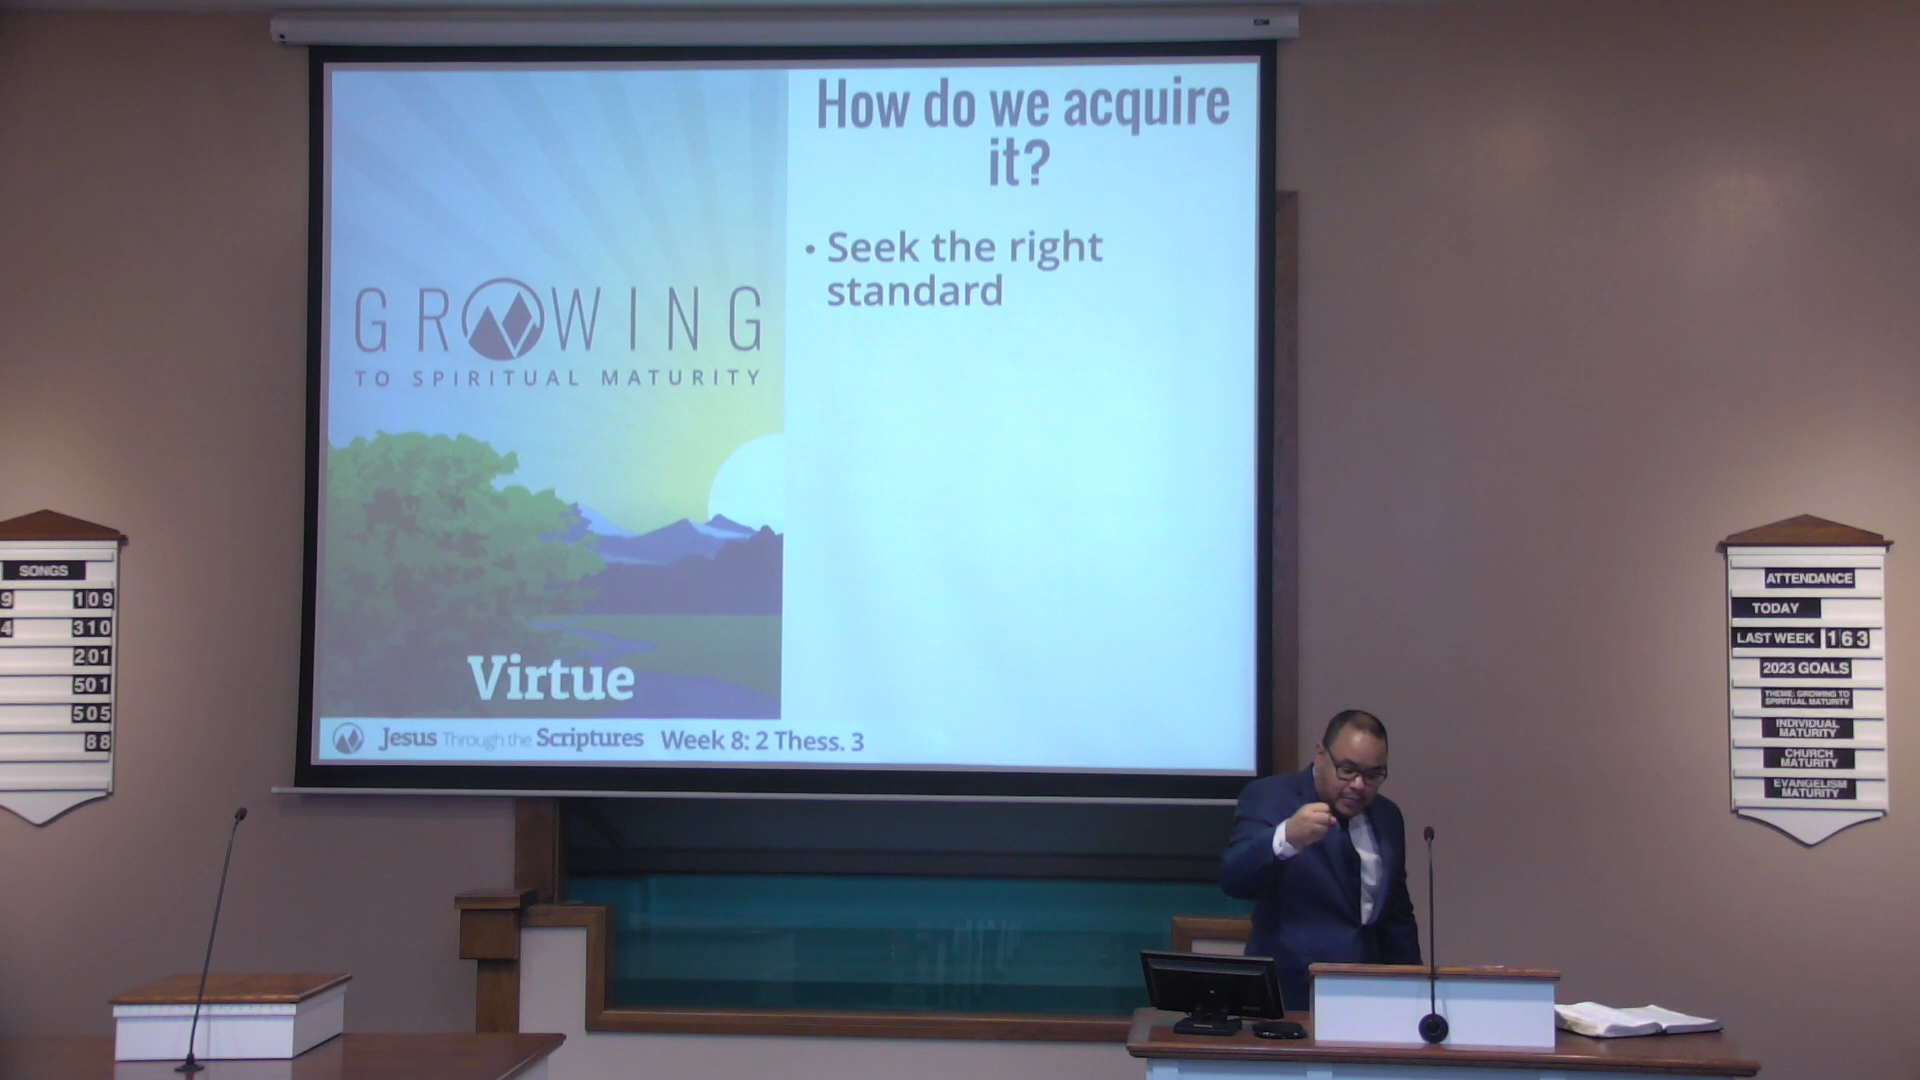 How do we acquire
it?
• Seek the right
standard
GROWING
TO SPIRITUAL MATURITY
Virtue
Jesus Through the Scriptures Week 8: 2 Thess. 3
SONGS
9 109
4 310
201
501
505
88
ATTENDANCE
TODAY
LAST WEEK 163
2023 GOALS
THEME: GROWING TO
SPIRITUAL MATURITY
INDIVIDUAL
MATURITY
CHURCH
MATURITY
EVANGELISM
MATURITY